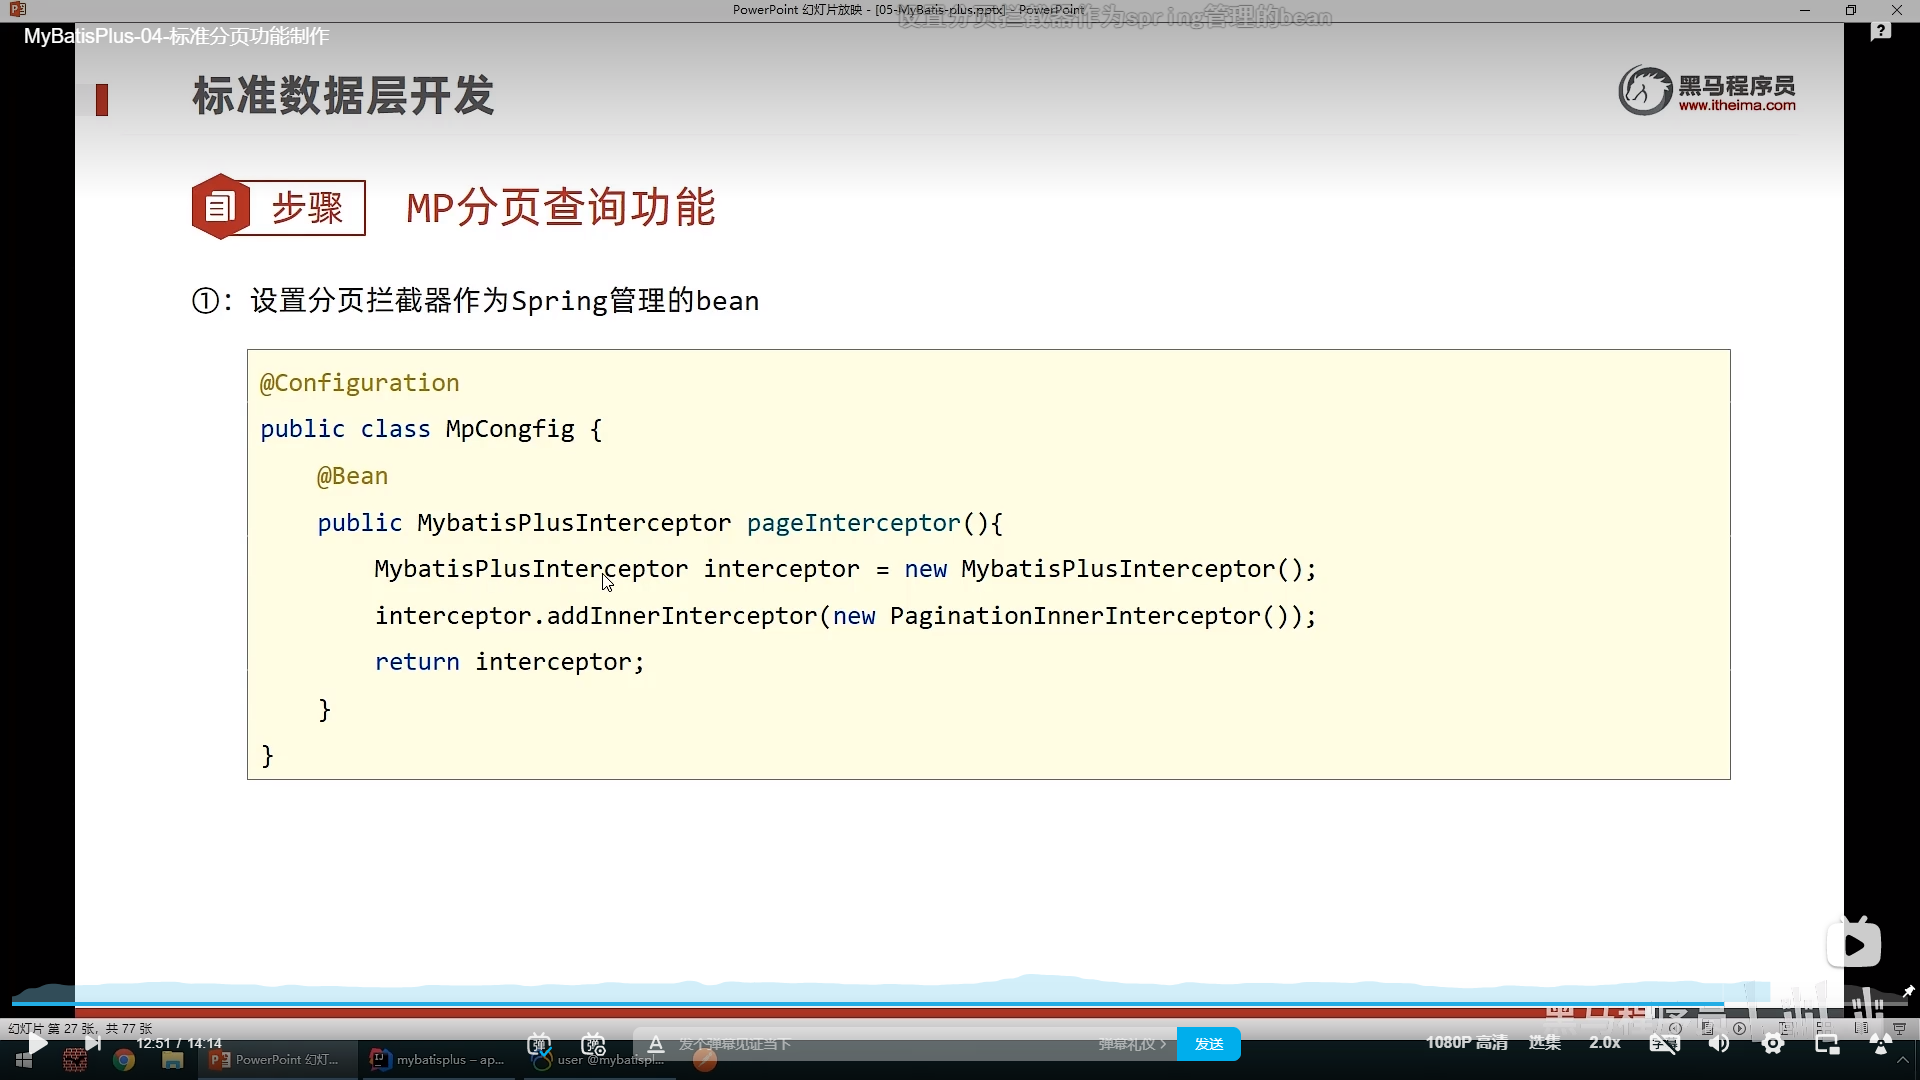 PowerPoint 幻灯片放映 - [05-MyBatis-plus.pptx] - PowerPoint
设置分页拦截器作为spring管理的bean
MyBatisPlus-04-标准分页功能制作
标准数据层开发
黑马程序员
www.itheima.com
步骤
MP分页查询功能
①：设置分页拦截器作为Spring管理的bean
@Configuration
public class MpCongfig {
@Bean
public MybatisPlusInterceptor pageInterceptor(){
MybatisPlusInterceptor interceptor = new MybatisPlusInterceptor();
interceptor.addInnerInterceptor(new PaginationInnerInterceptor());
return interceptor;
}
}
幻灯片 第 27 张，共 77 张
12:51 / 14:14
发个弹幕见证当下
弹幕礼仪 >
发送
1080P 高清
选集
2.0x
PowerPoint 幻灯...
mybatisplus – ap...
user @mybatispl...